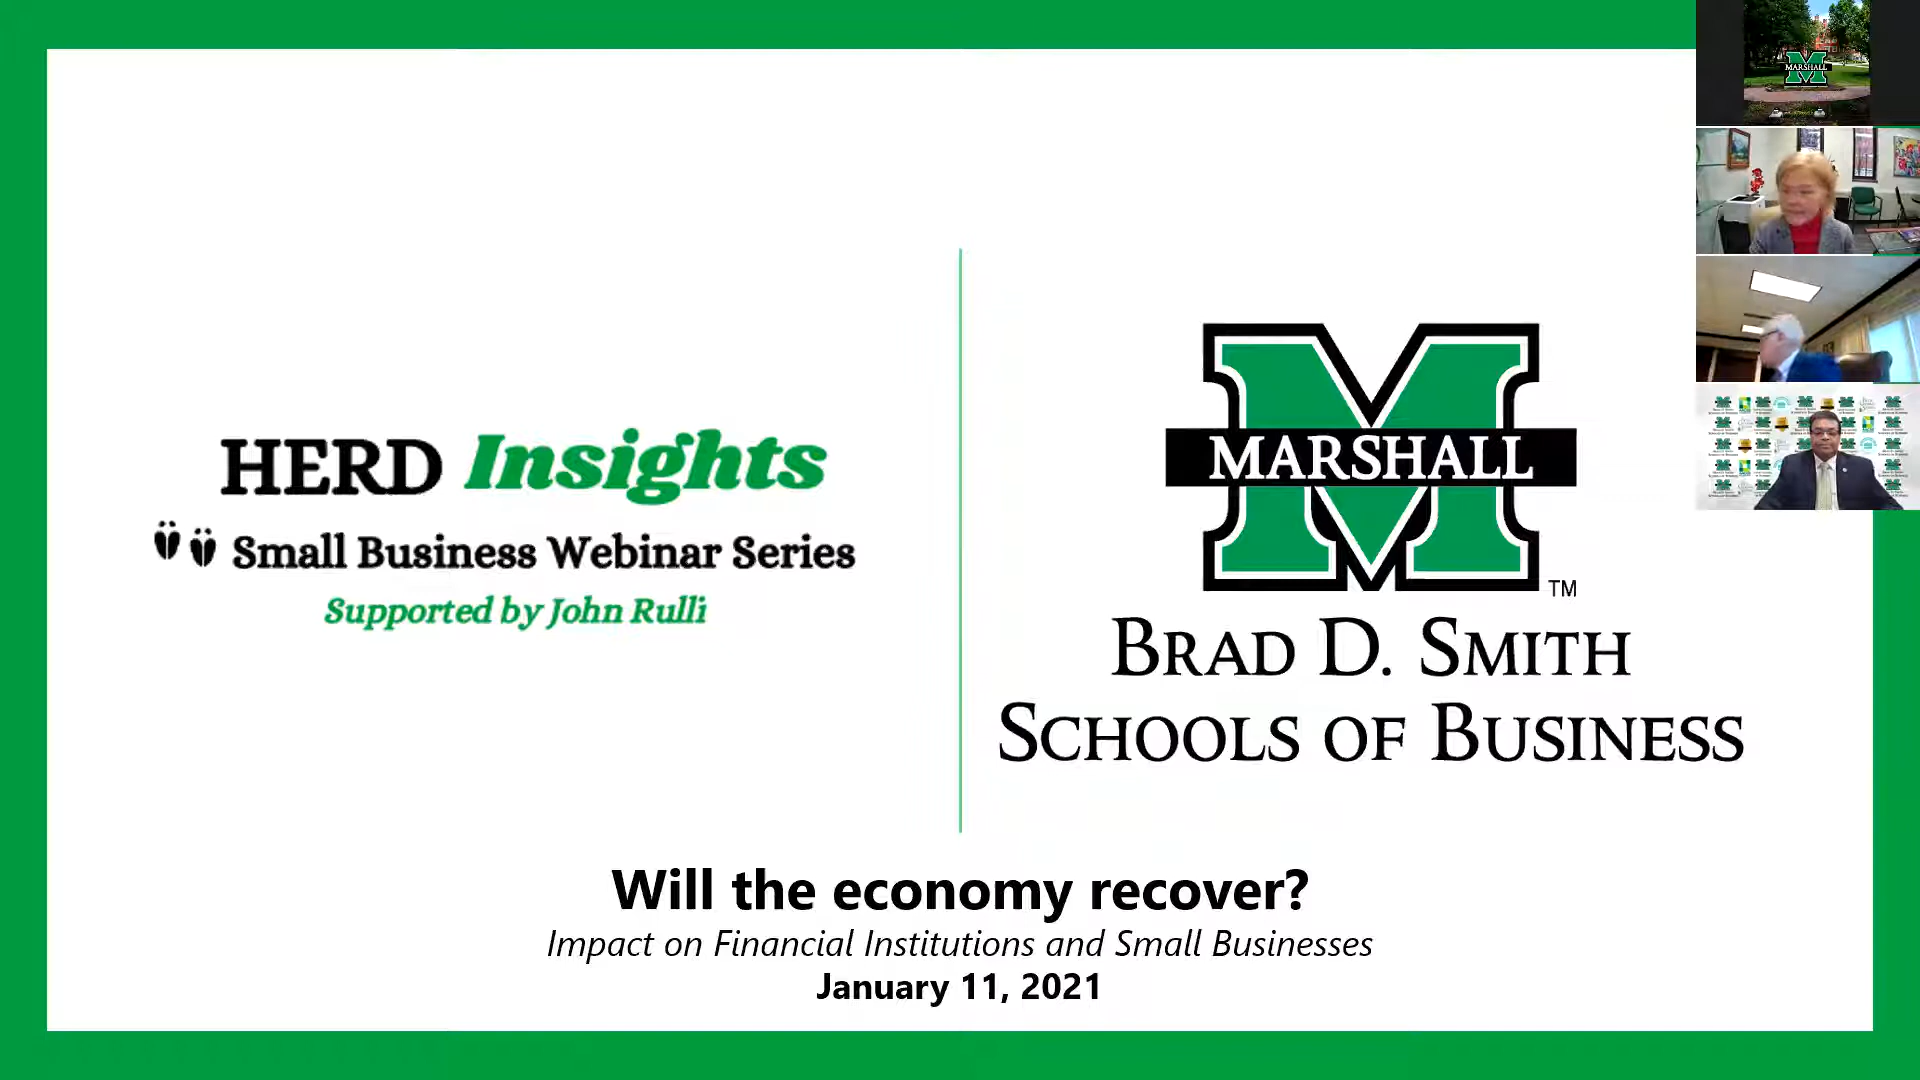 HERD Insights
Small Business Webinar Series
Supported by John Rulli
MARSHALL
TM
BRAD D. SMITH
SCHOOLS OF BUSINESS
Will the economy recover?
Impact on Financial Institutions and Small Businesses
January 11, 2021
MARSHALL